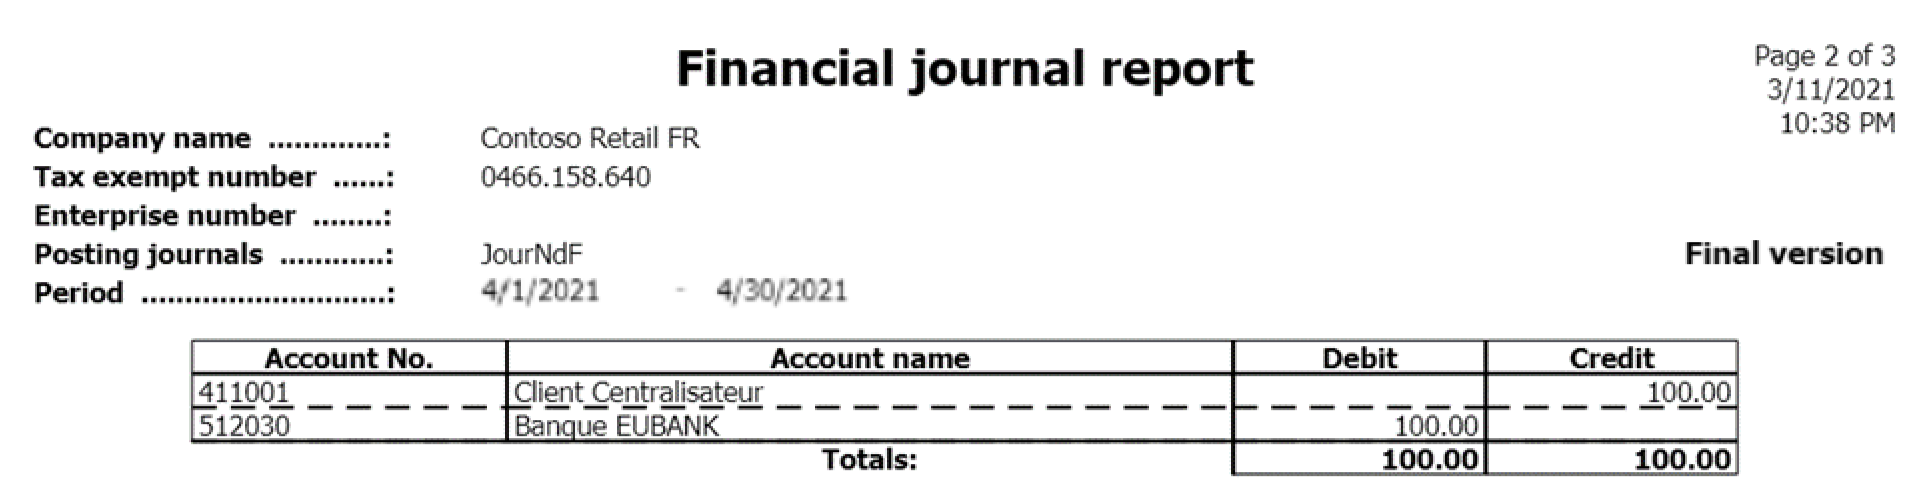 Financial journal report
Page 2 of 3
3/11/2021
10:38 PM
Company name .............: Contoso Retail FR
Tax exempt number ......: 0466.158.640
Enterprise number ........:
Posting journals ............: JourNdF
Final version
Period ............................: 4/1/2021 - 4/30/2021
Account No. Account name Debit Credit
411001 Client Centralisateur 100.00
512030 Banque EUBANK 100.00
Totals: 100.00 100.00